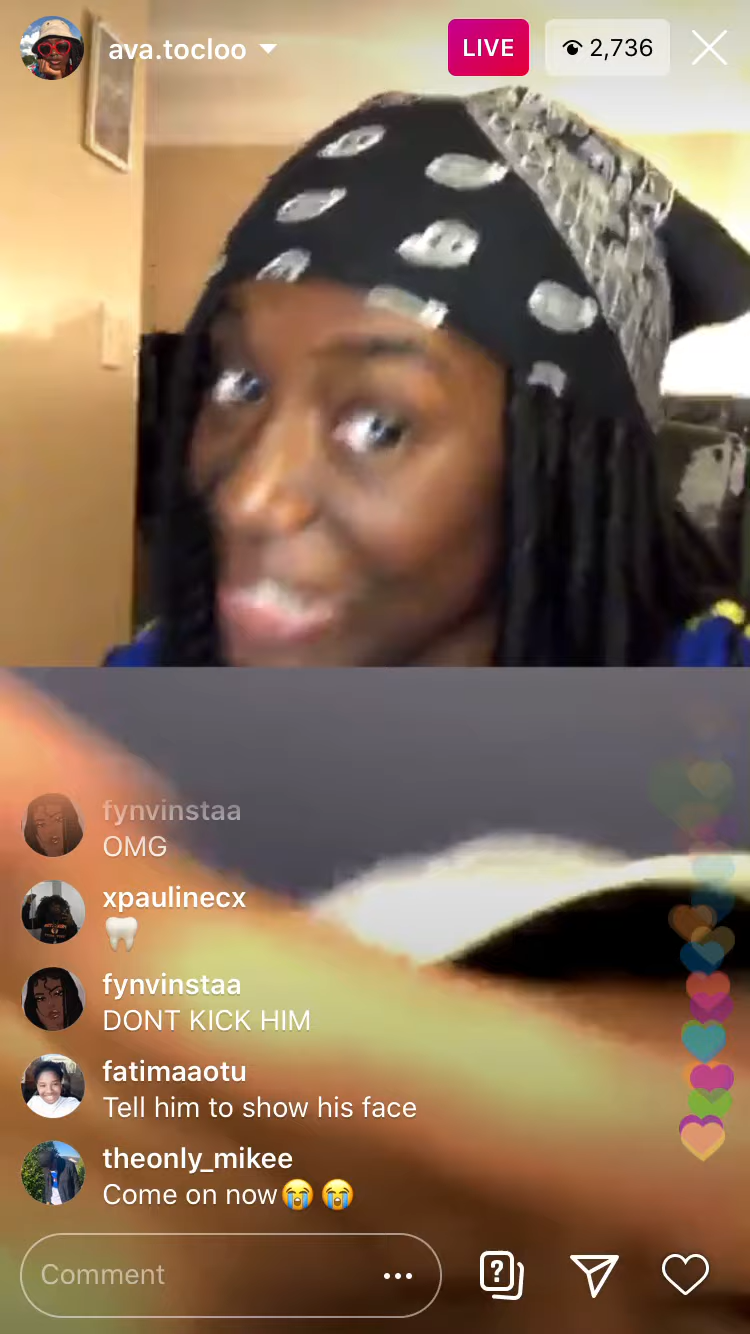 ava.tocloo
LIVE
2,736
fynvinstaa
OMG
xpaulinecx
🦷
fynvinstaa
DONT KICK HIM
fatimaaotu
Tell him to show his face
theonly_mikee
Come on now😭😭
Comment